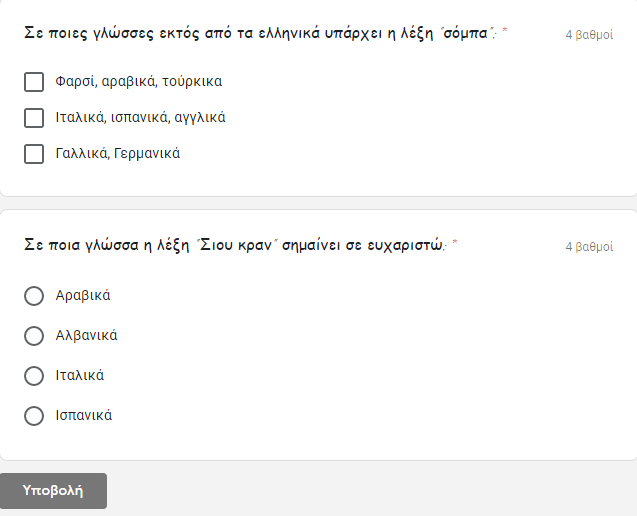 Σε ποιες γλώσσες εκτός από τα ελληνικά υπάρχει η λέξη "σόμπα"; *
4 βαθμοί
Φαρσί, αραβικά, τούρκικα
Ιταλικά, ισπανικά, αγγλικά
Γαλλικά, Γερμανικά
Σε ποια γλώσσα η λέξη "Σιου κραν" σημαίνει σε ευχαριστώ; *
4 βαθμοί
Αραβικά
Αλβανικά
Ιταλικά
Ισπανικά
Υποβολή